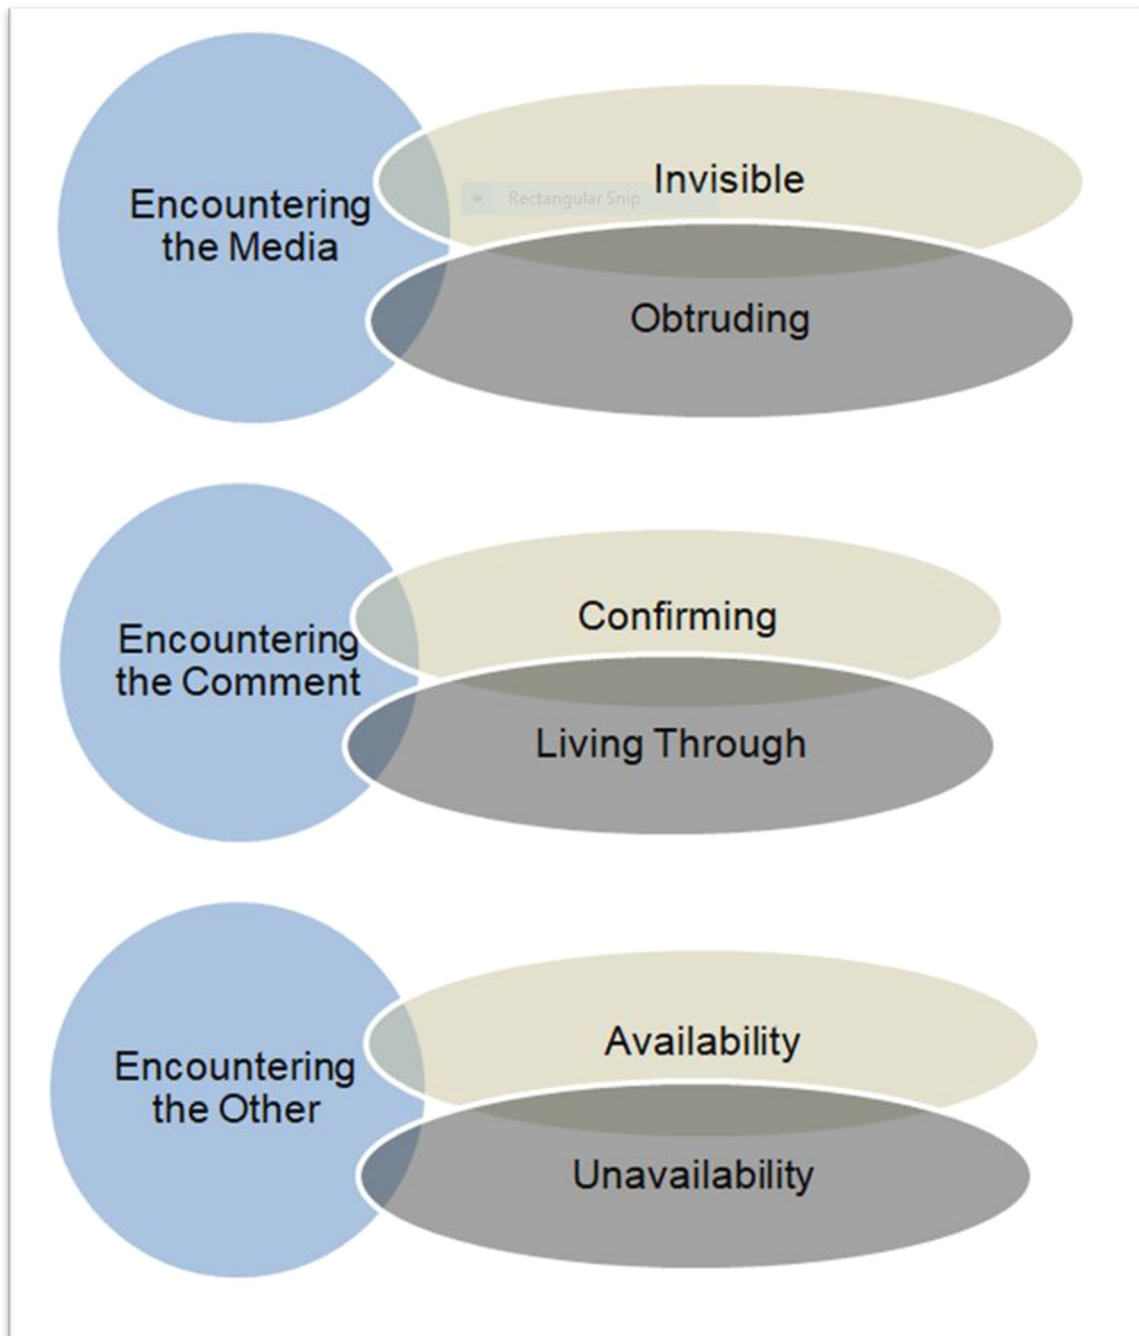 Encountering
the Media
Invisible
Rectangular Snip
Obtruding
Encountering
the Comment
Confirming
Living Through
Encountering
the Other
Availability
Unavailability